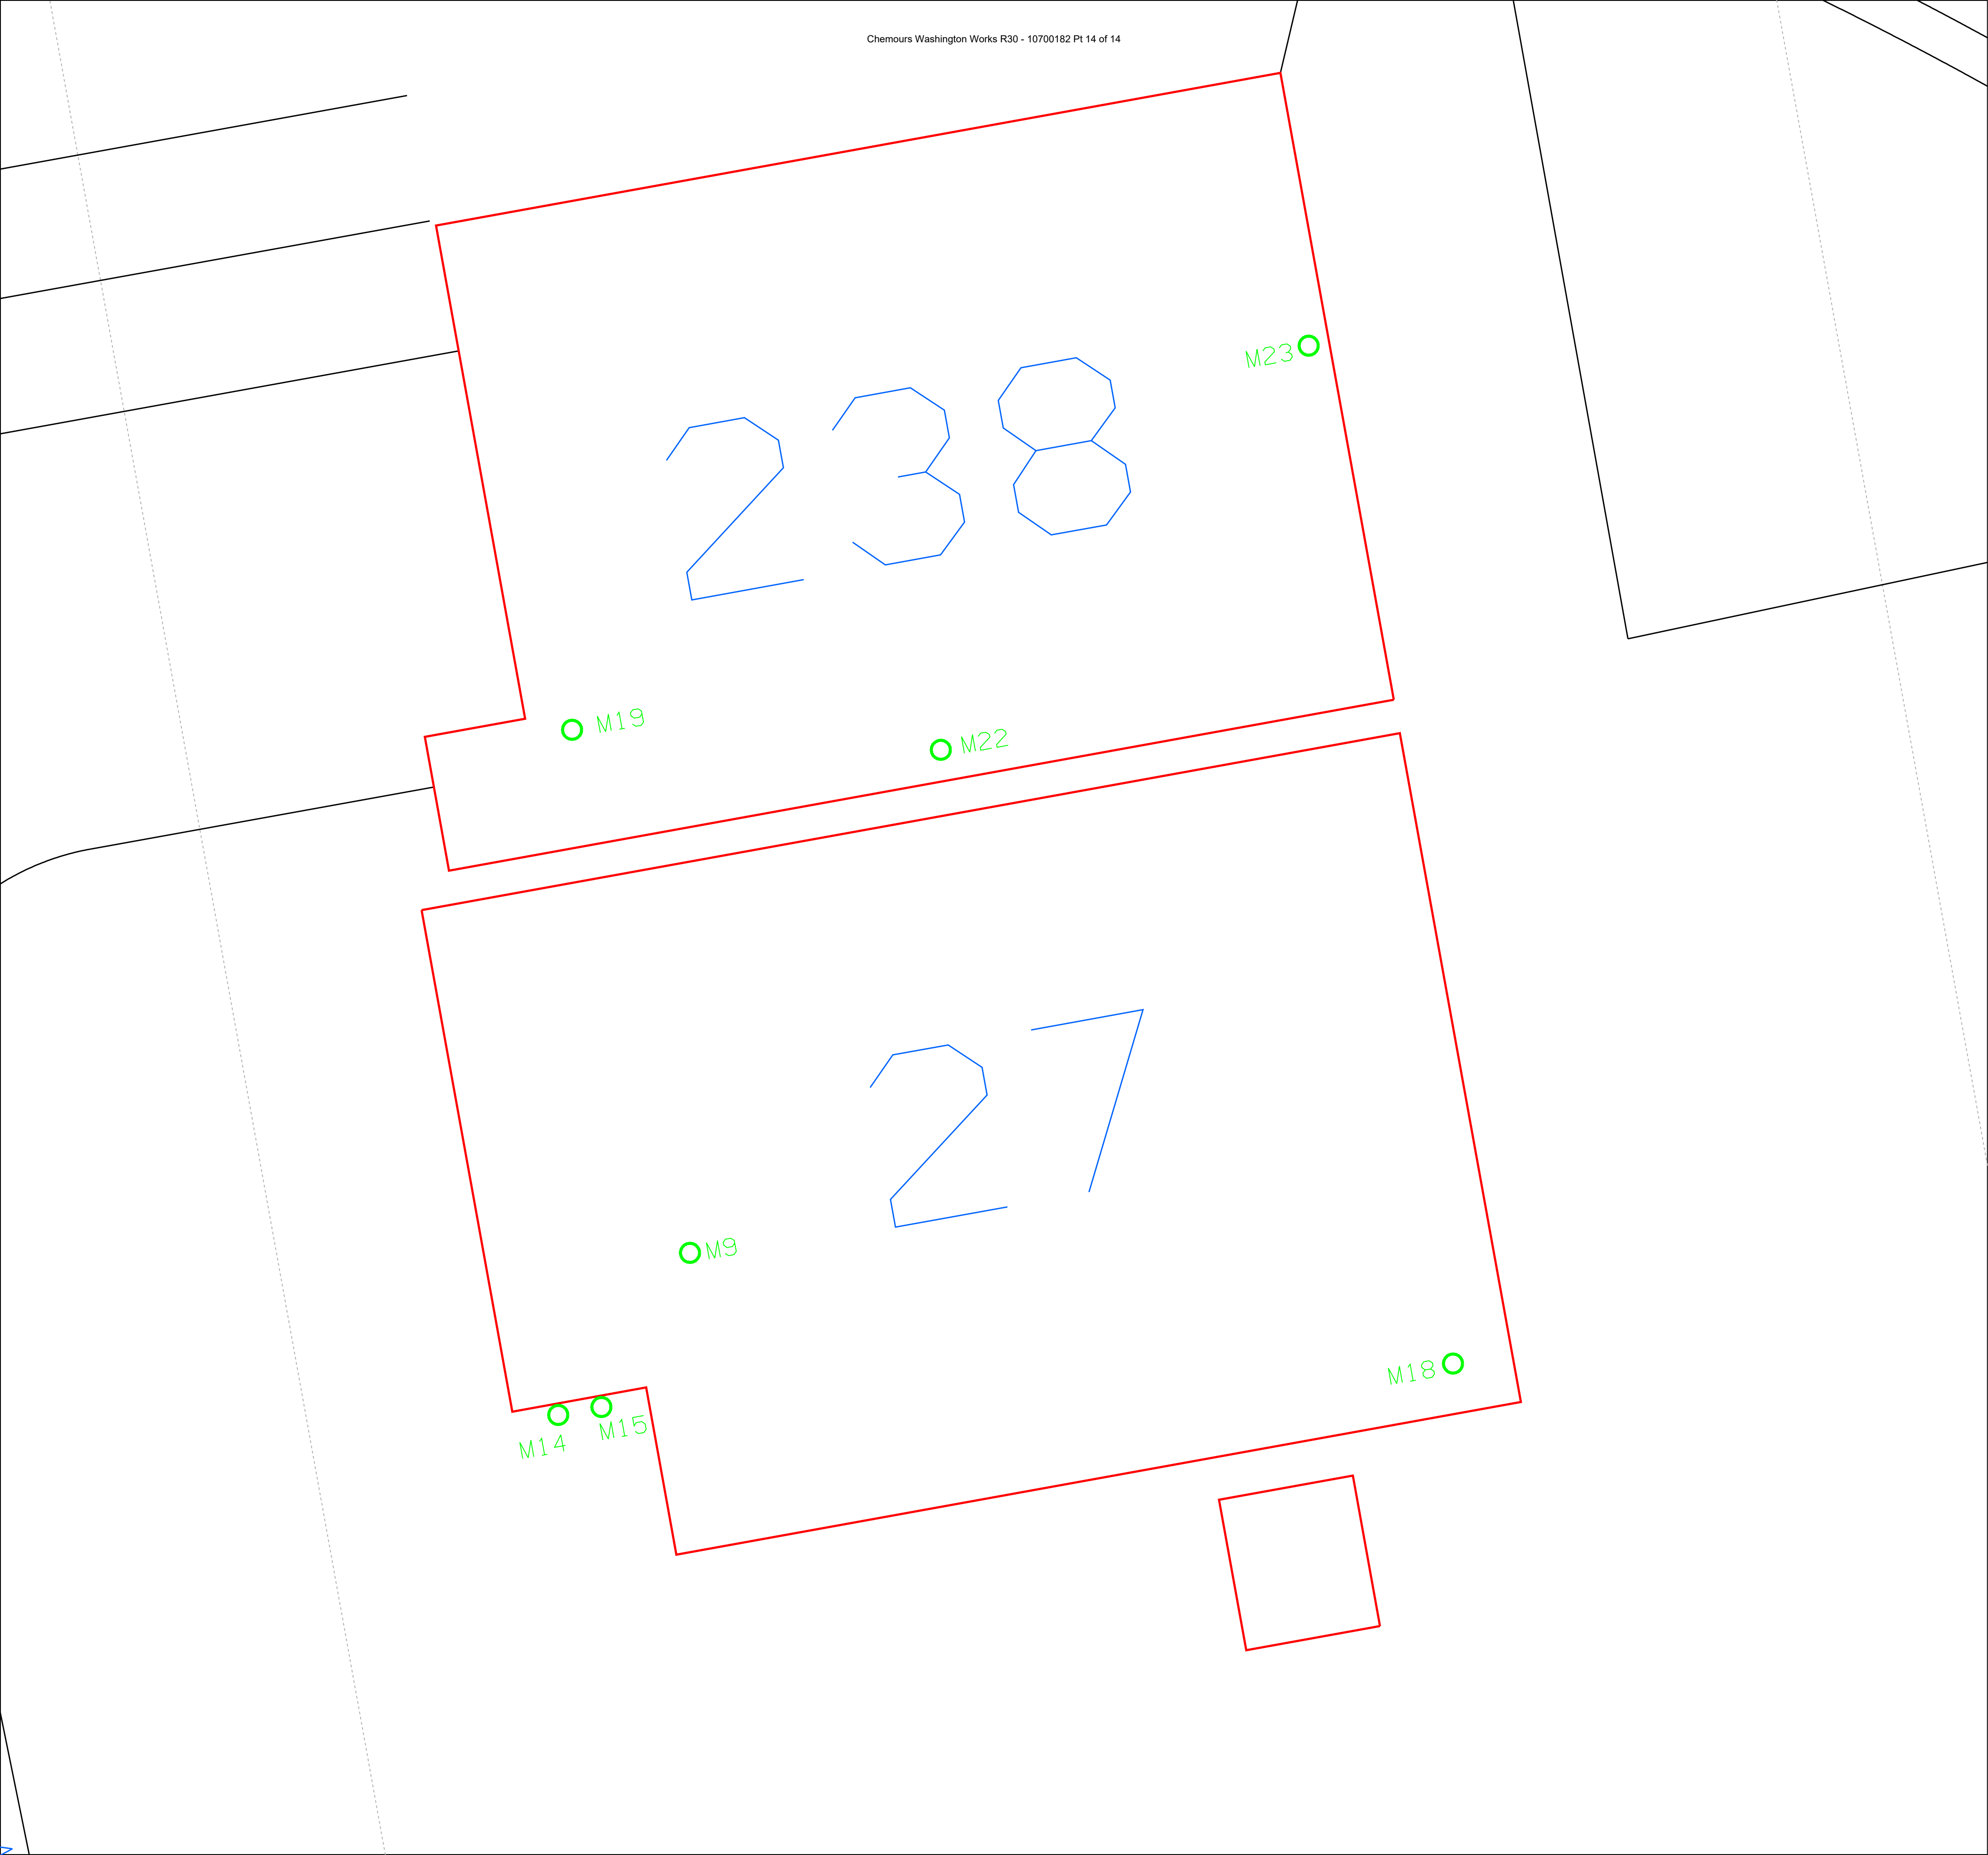 Chemours Washington Works R30 - 10700182 Pt 14 of 14
M23
238
M19
M22
27
M9
M18
M15
M14